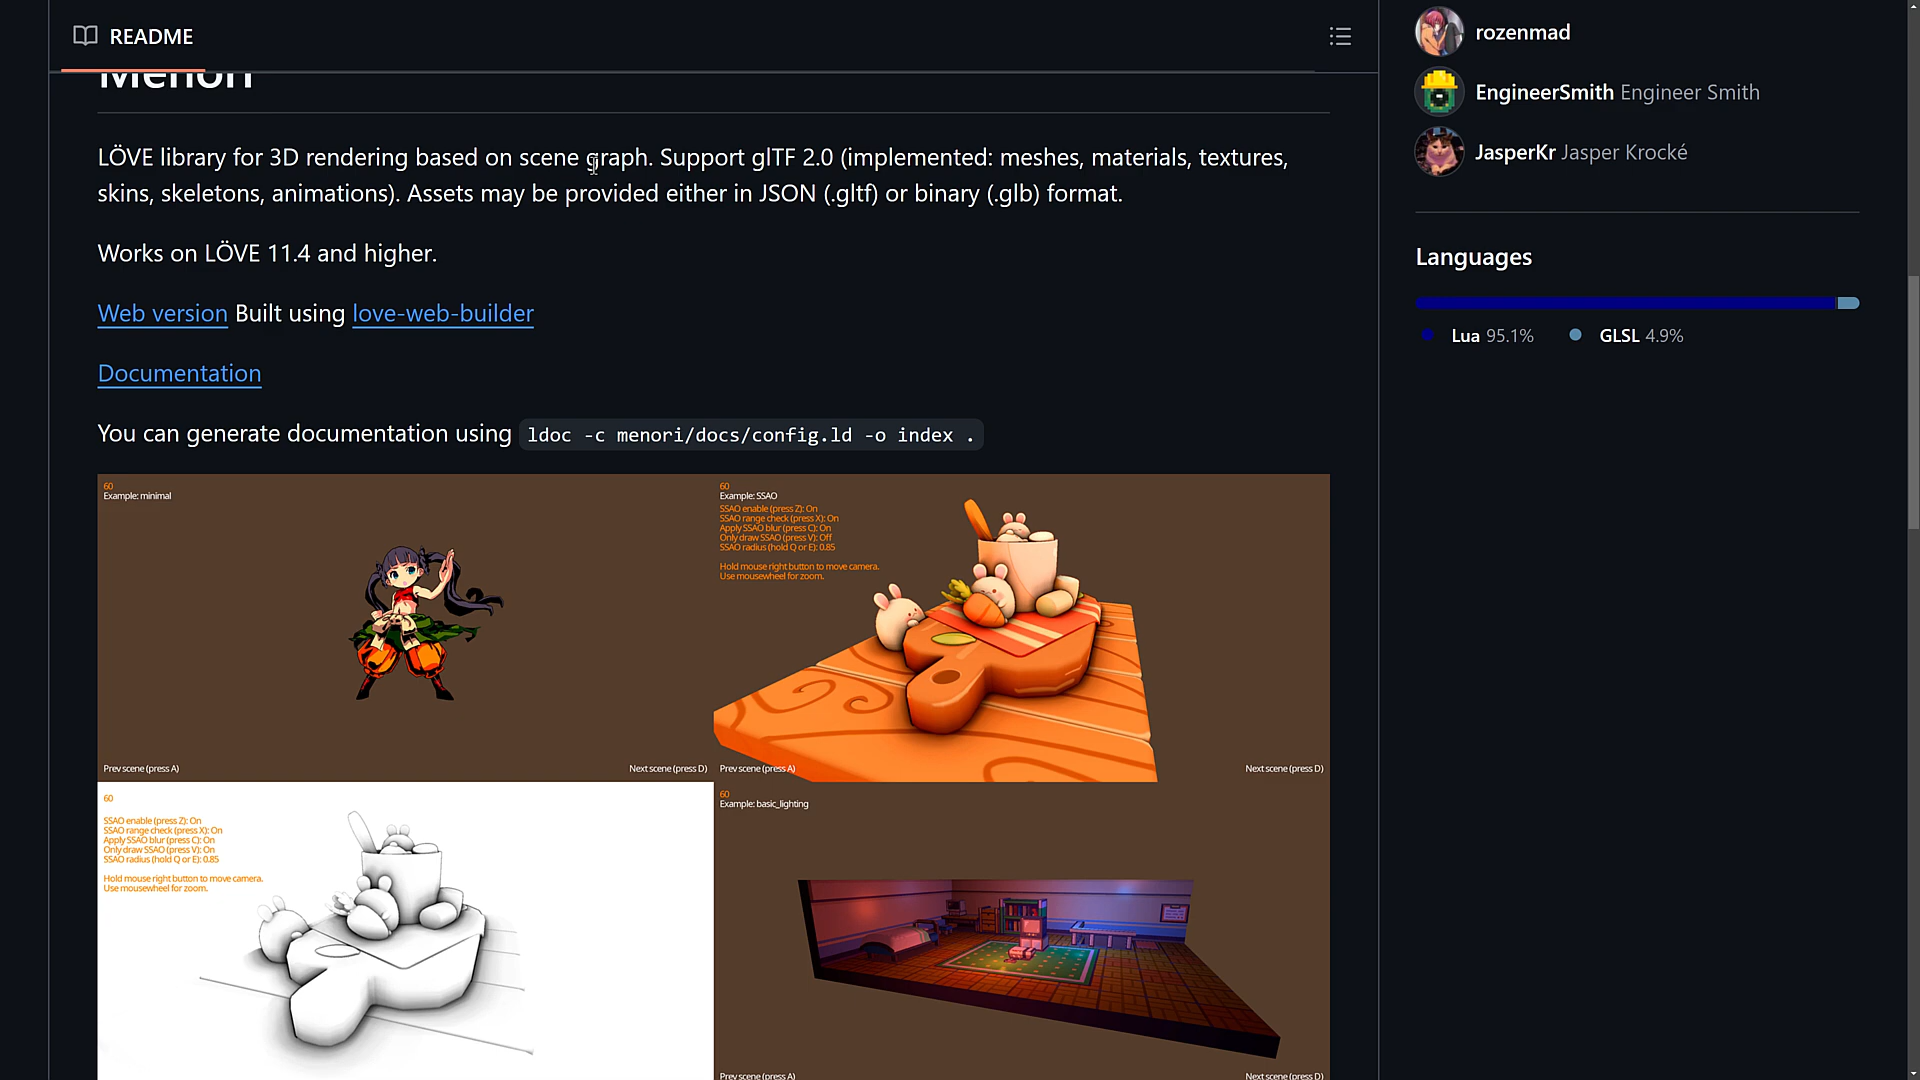 README
Menori
LÖVE library for 3D rendering based on scene graph. Support glTF 2.0 (implemented: meshes, materials, textures,
skins, skeletons, animations). Assets may be provided either in JSON (.gltf) or binary (.glb) format.
Works on LÖVE 11.4 and higher.
Web version Built using love-web-builder
Documentation
You can generate documentation using ldoc -c menori/docs/config.ld -o index .
60
Example: minimal
Prev scene (press A)
Next scene (press D)
60
Example: SSAO
SSAO enable (press Z): On
SSAO range check (press X): On
Apply SSAO blur (press C): On
Only draw SSAO (press V): Off
SSAO radius (hold Q or E): 0.85
Hold mouse right button to move camera.
Use mousewheel for zoom.
Prev scene (press A)
Next scene (press D)
60
SSAO enable (press Z): On
SSAO range check (press X): On
Apply SSAO blur (press C): On
Only draw SSAO (press V): On
SSAO radius (hold Q or E): 0.85
Hold mouse right button to move camera.
Use mousewheel for zoom.
60
Example: basic_lighting
Prev scene (press A)
Next scene (press D)
rozenmad
EngineerSmith Engineer Smith
JasperKr Jasper Krocké
Languages
Lua 95.1%
GLSL 4.9%